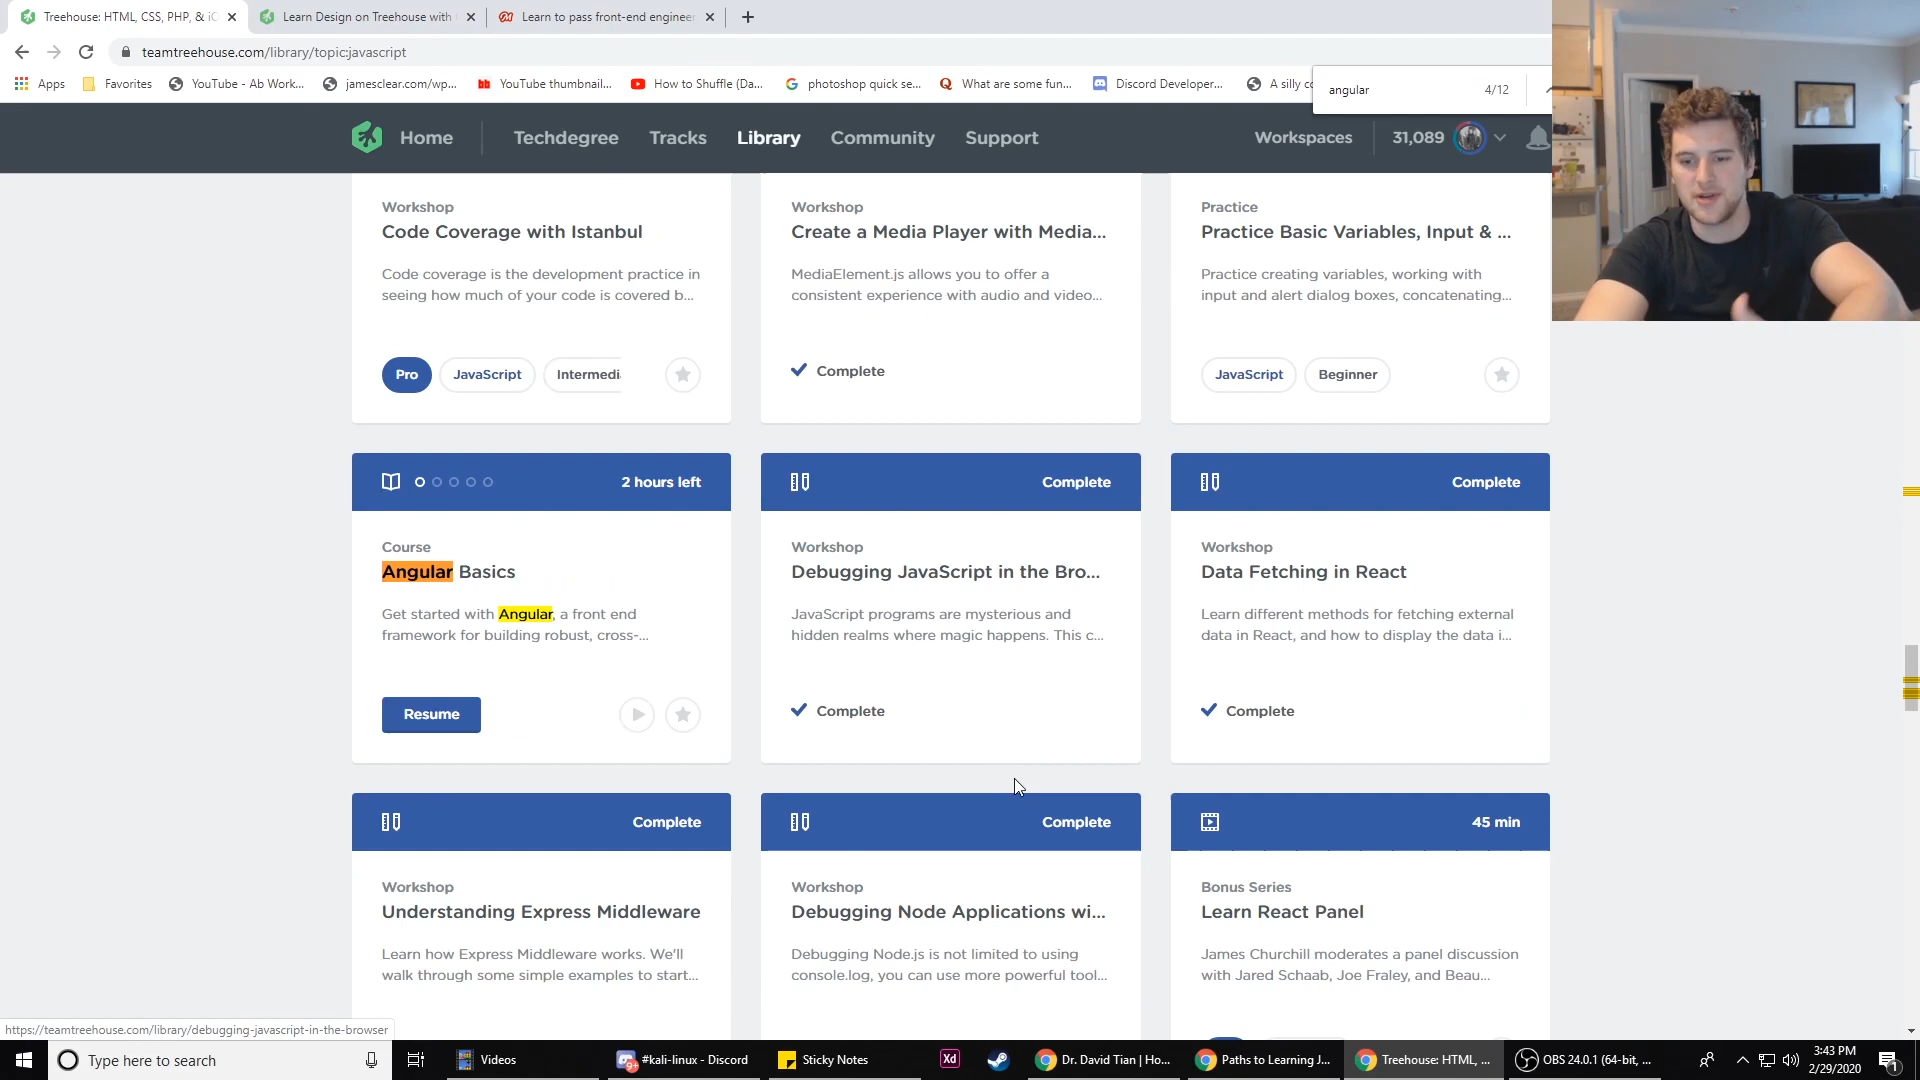 Treehouse: HTML, CSS, PHP, & iO
Learn Design on Treehouse with
Learn to pass front-end engineer
teamtreehouse.com/library/topic:javascript
Apps
Favorites
YouTube - Ab Work...
jamesclear.com/wp...
YouTube thumbnail...
How to Shuffle (Da...
photoshop quick se...
What are some fun...
Discord Developer...
A silly co
angular
4/12
Home
Techdegree
Tracks
Library
Community
Support
Workspaces
31,089
Workshop
Code Coverage with Istanbul
Code coverage is the development practice in
seeing how much of your code is covered b...
Pro
JavaScript
Intermedi
Workshop
Create a Media Player with Media...
MediaElement.js allows you to offer a
consistent experience with audio and video...
Complete
Practice
Practice Basic Variables, Input & ...
Practice creating variables, working with
input and alert dialog boxes, concatenating...
JavaScript
Beginner
2 hours left
Course
Angular Basics
Get started with Angular, a front end
framework for building robust, cross-...
Resume
Complete
Workshop
Debugging JavaScript in the Bro...
JavaScript programs are mysterious and
hidden realms where magic happens. This c...
Complete
Complete
Workshop
Data Fetching in React
Learn different methods for fetching external
data in React, and how to display the data i...
Complete
Complete
Workshop
Understanding Express Middleware
Learn how Express Middleware works. We'll
walk through some simple examples to start...
Complete
Workshop
Debugging Node Applications wi...
Debugging Node.js is not limited to using
console.log, you can use more powerful tool...
45 min
Bonus Series
Learn React Panel
James Churchill moderates a panel discussion
with Jared Schaab, Joe Fraley, and Beau...
https://teamtreehouse.com/library/debugging-javascript-in-the-browser
Type here to search
Videos
#kali-linux - Discord
Sticky Notes
Xd
Dr. David Tian | Ho...
Paths to Learning J...
Treehouse: HTML, ...
OBS 24.0.1 (64-bit, ...
3:43 PM
2/29/2020
1